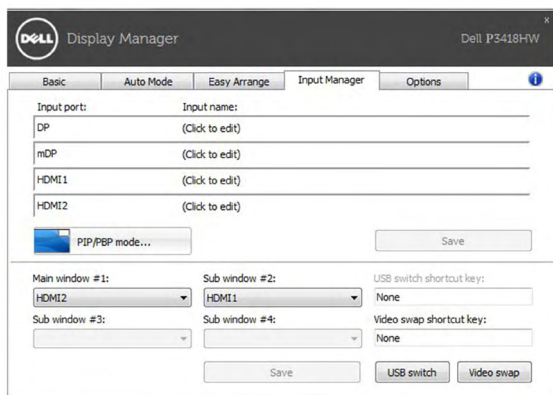 DELL Display Manager Dell P3418HW
x
Basic Auto Mode Easy Arrange Input Manager Options i
Input port: Input name:
DP (Click to edit)
mDP (Click to edit)
HDMI1 (Click to edit)
HDMI2 (Click to edit)
PIP/PBP mode... Save
Main window #1: Sub window #2: USB switch shortcut key:
HDMI2 HDMI1 None
Sub window #3: Sub window #4: Video swap shortcut key:
None
Save USB switch Video swap